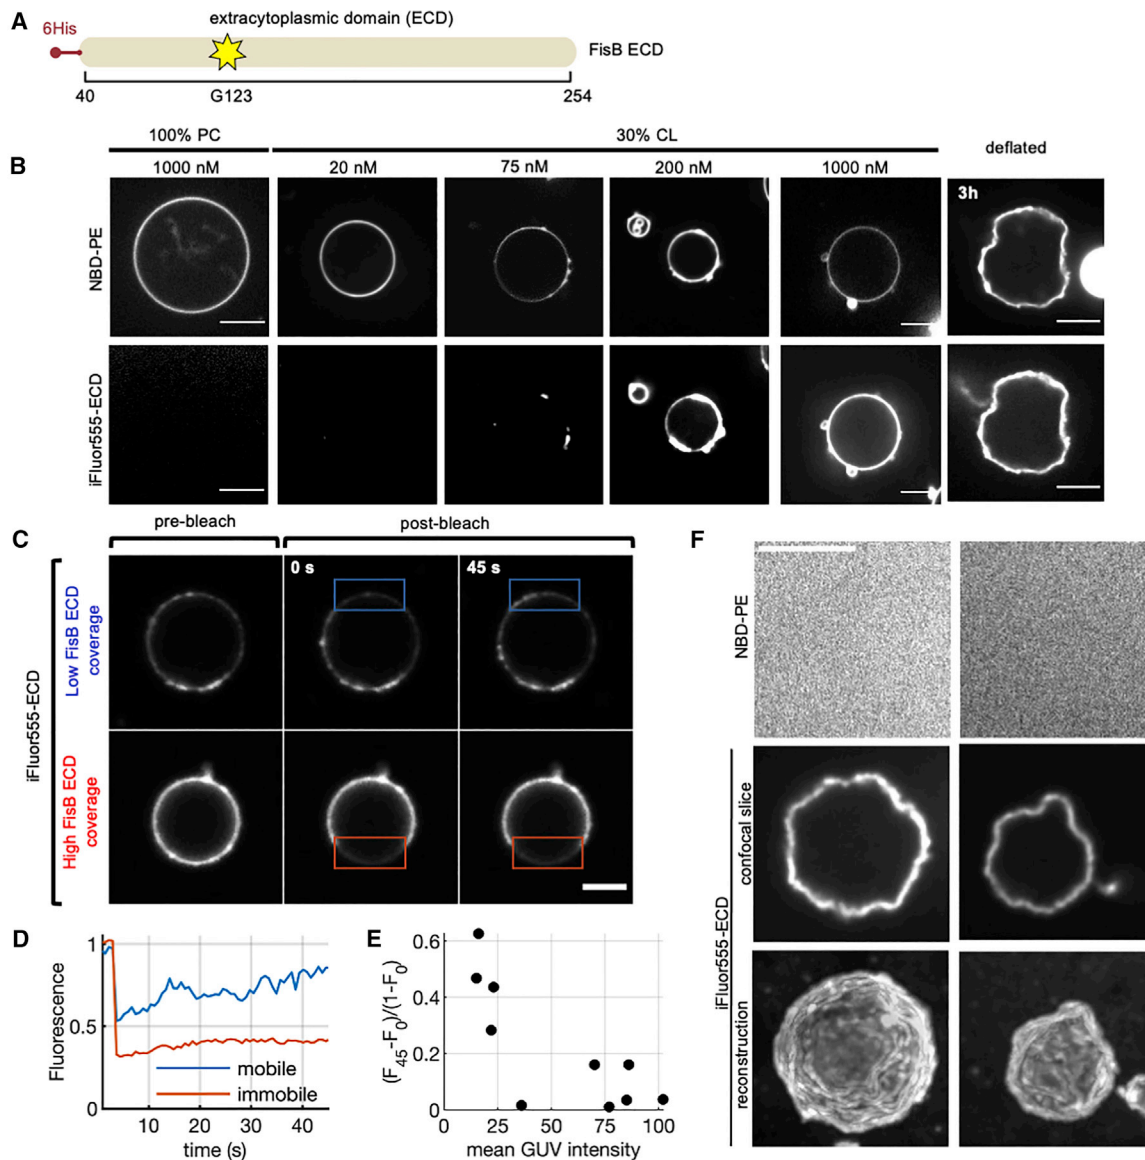 A
extracytoplasmic domain (ECD)
6His
FisB ECD
40
G123
254
100% PC
30% CL
deflated
B
1000 nM
20 nM
75 nM
200 nM
1000 nM
3h
NBD-PE
iFluor555-ECD
C
pre-bleach
post-bleach
0 s
45 s
iFluor555-ECD
Low FisB ECD
coverage
High FisB ECD
coverage
F
NBD-PE
iFluor555-ECD
confocal slice
reconstruction
D
Fluorescence
1
0.5
0
mobile
immobile
10
20
30
40
time (s)
E
(F45-F0)/(1-F0)
0.6
0.4
0.2
0
0
25
50
75
100
mean GUV intensity